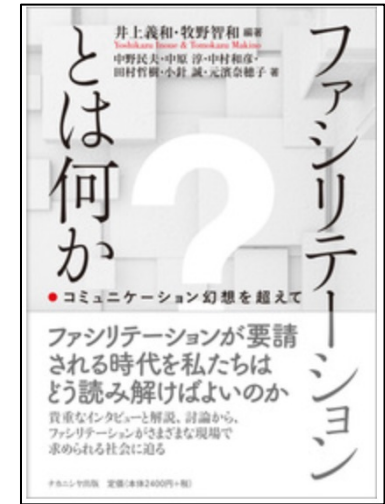 ファシリテーション
とは何か
井上義和・牧野智和 編著
Yoshikazu Inoue & Tomokazu Makino
中野民夫・中原 淳・中村和彦・
田村哲樹・小針 誠・元濱奈穂子 著
?
●コミュニケーション幻想を超えて
ファシリテーションが要請
される時代を私たちは
どう読み解けばよいのか
貴重なインタビューと解説、討論から、
ファシリテーションがさまざまな現場で
求められる社会に迫る
ナカニシヤ出版 定価(本体2400円+税)